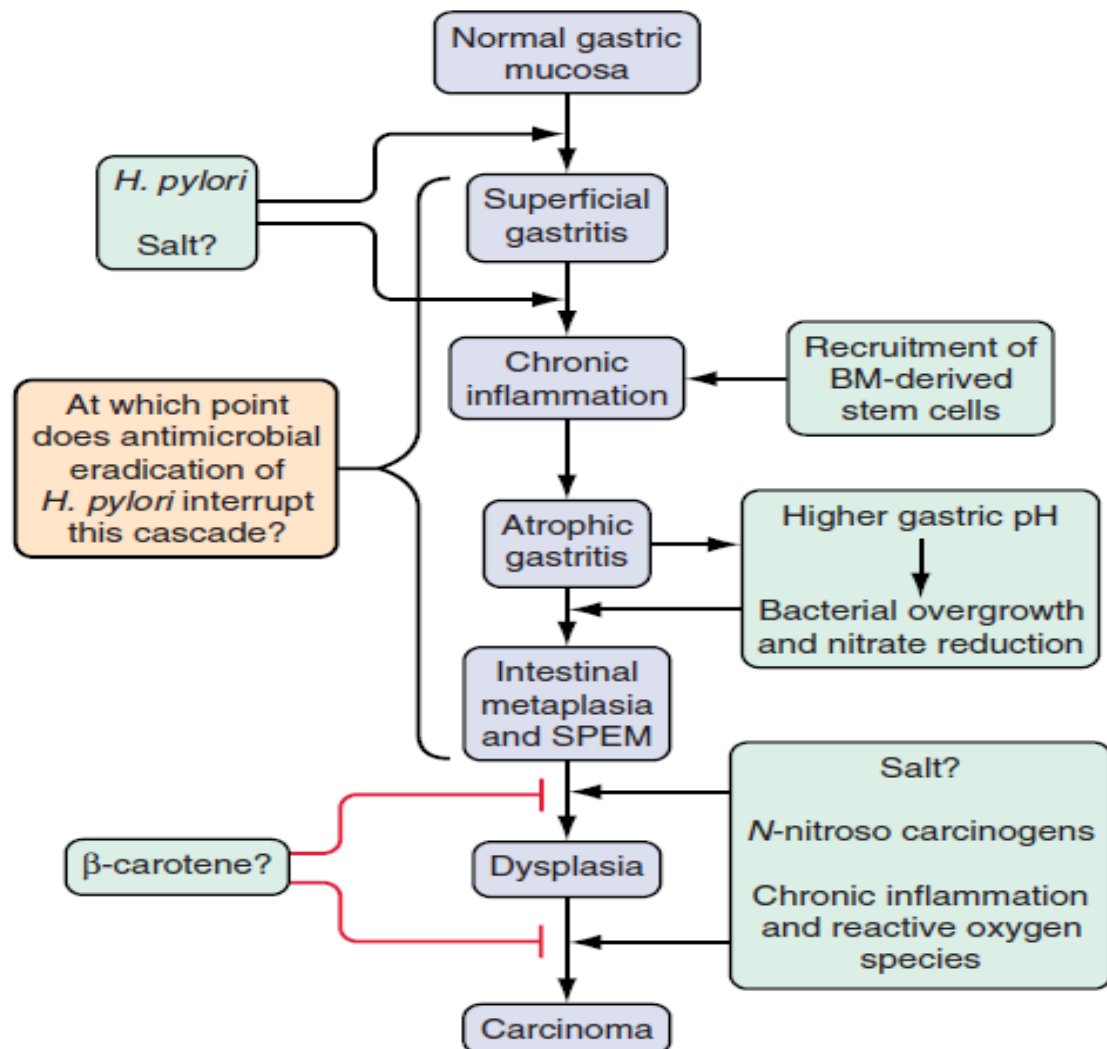 Normal gastric
mucosa
H. pylori
Salt?
Superficial
gastritis
Chronic
inflammation
Recruitment of
BM-derived
stem cells
At which point
does antimicrobial
eradication of
H. pylori interrupt
this cascade?
Atrophic
gastritis
Higher gastric pH
Bacterial overgrowth
and nitrate reduction
Intestinal
metaplasia
and SPEM
Salt?
N-nitroso carcinogens
Chronic inflammation
and reactive oxygen
species
β-carotene?
Dysplasia
Carcinoma